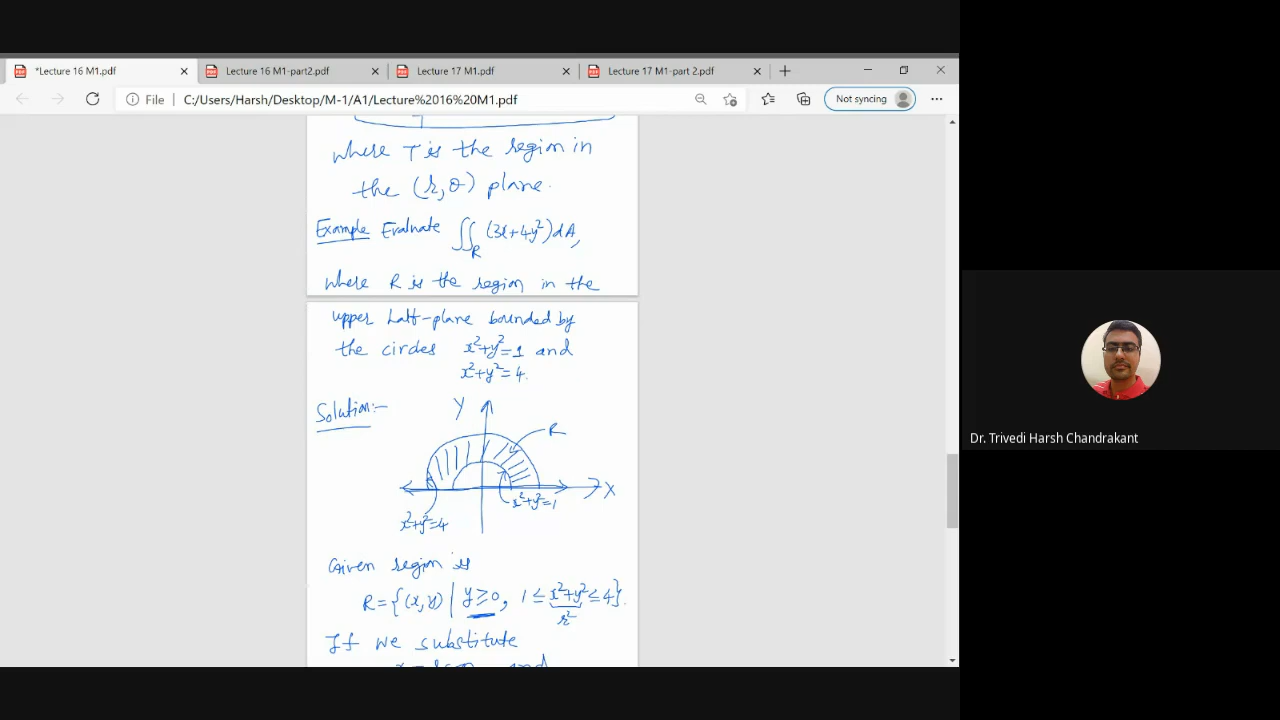 *Lecture 16 M1.pdf
Lecture 16 M1-part2.pdf
Lecture 17 M1.pdf
Lecture 17 M1-part 2.pdf
File
C:/Users/Harsh/Desktop/M-1/A1/Lecture%2016%20M1.pdf
Not syncing
where T is the region in
the (r,θ) plane.
Example Evaluate ∬_R (3x+4y²)dA,
where R is the region in the
upper half-plane bounded by
the circles x²+y²=1 and
x²+y²=4.
Solution:-
Y
R
X
x²+y²=1
x²+y²=4
Given region is
R={(x,y) | y≥0, 1≤x²+y²≤4}.
r²
If we substitute
and
Dr. Trivedi Harsh Chandrakant